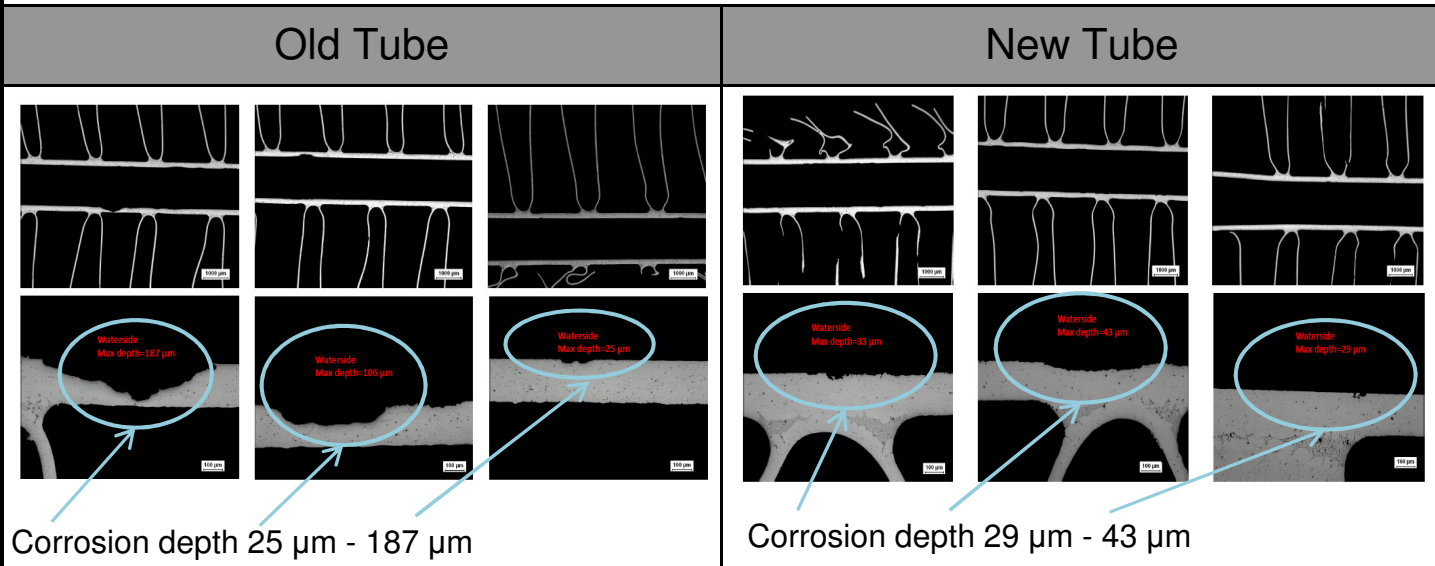 Old Tube
New Tube
1000 µm
1000 µm
1000 µm
1000 µm
1000 µm
1000 µm
Waterside
Max depth=187 µm
Waterside
Max depth=106 µm
Waterside
Max depth=25 µm
Waterside
Max depth=33 µm
Waterside
Max depth=43 µm
Waterside
Max depth=29 µm
100 µm
100 µm
100 µm
100 µm
100 µm
100 µm
Corrosion depth 25 µm - 187 µm
Corrosion depth 29 µm - 43 µm